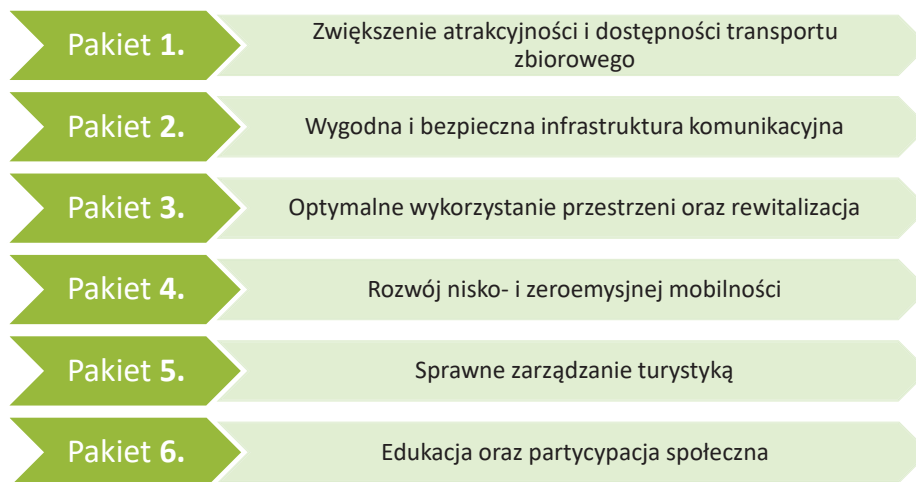 Pakiet 1.
Zwiększenie atrakcyjności i dostępności transportu
zbiorowego
Pakiet 2.
Wygodna i bezpieczna infrastruktura komunikacyjna
Pakiet 3.
Optymalne wykorzystanie przestrzeni oraz rewitalizacja
Pakiet 4.
Rozwój nisko- i zeroemysjnej mobilności
Pakiet 5.
Sprawne zarządzanie turystyką
Pakiet 6.
Edukacja oraz partycypacja społeczna